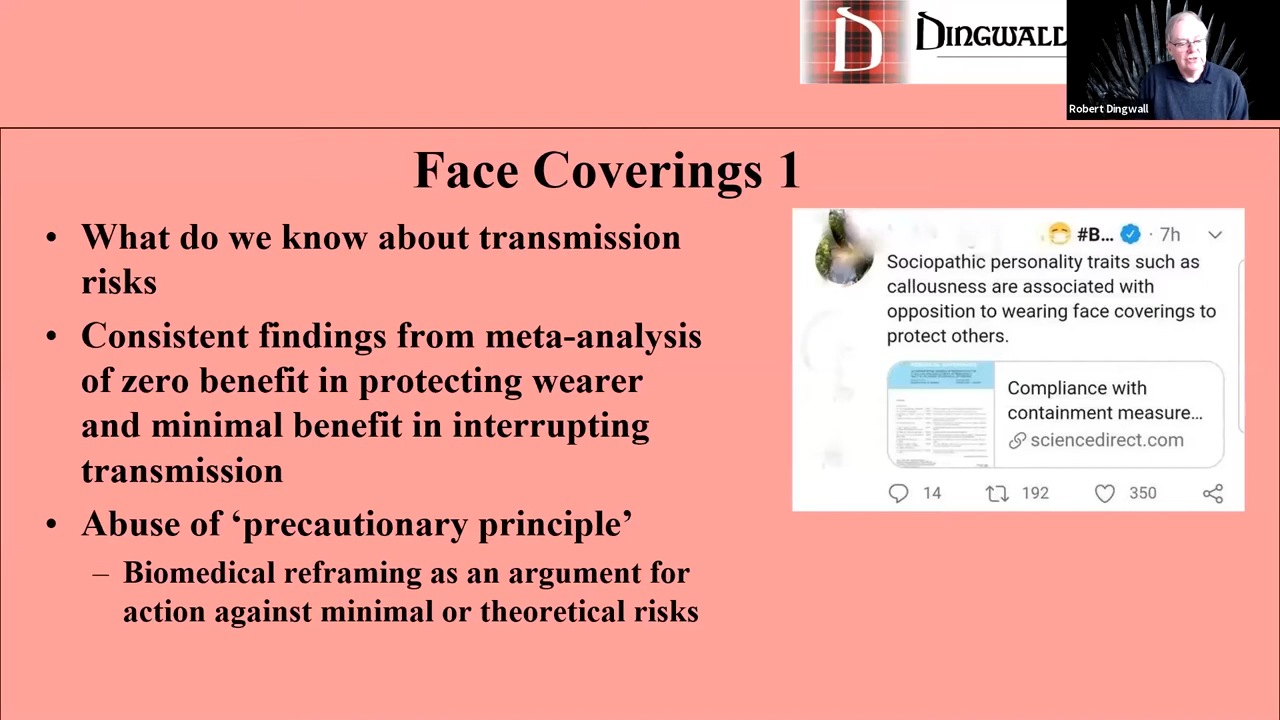 DINGWALL
Robert Dingwall
Face Coverings 1
• What do we know about transmission
risks
• Consistent findings from meta-analysis
of zero benefit in protecting wearer
and minimal benefit in interrupting
transmission
• Abuse of ‘precautionary principle’
– Biomedical reframing as an argument for
action against minimal or theoretical risks
#B... · 7h
Sociopathic personality traits such as
callousness are associated with
opposition to wearing face coverings to
protect others.
Compliance with
containment measure...
sciencedirect.com
14 192 350